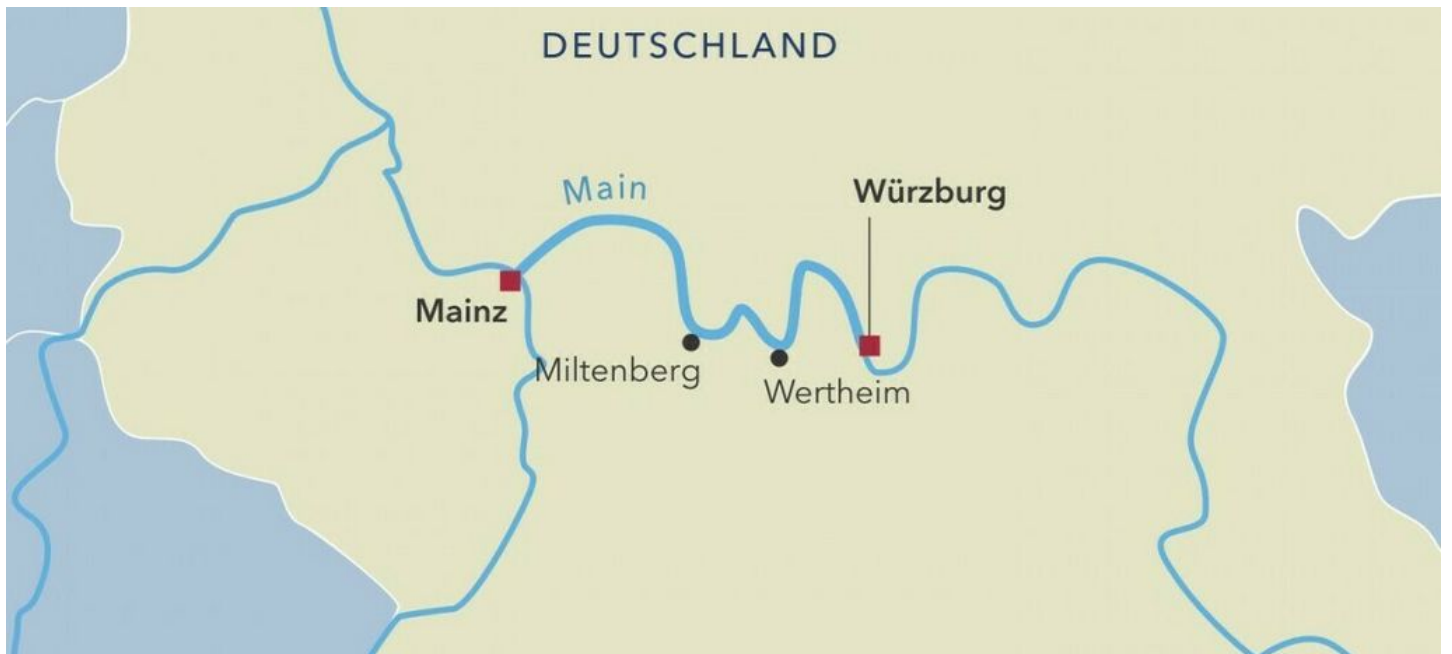 DEUTSCHLAND
Main
Würzburg
Mainz
Miltenberg
Wertheim